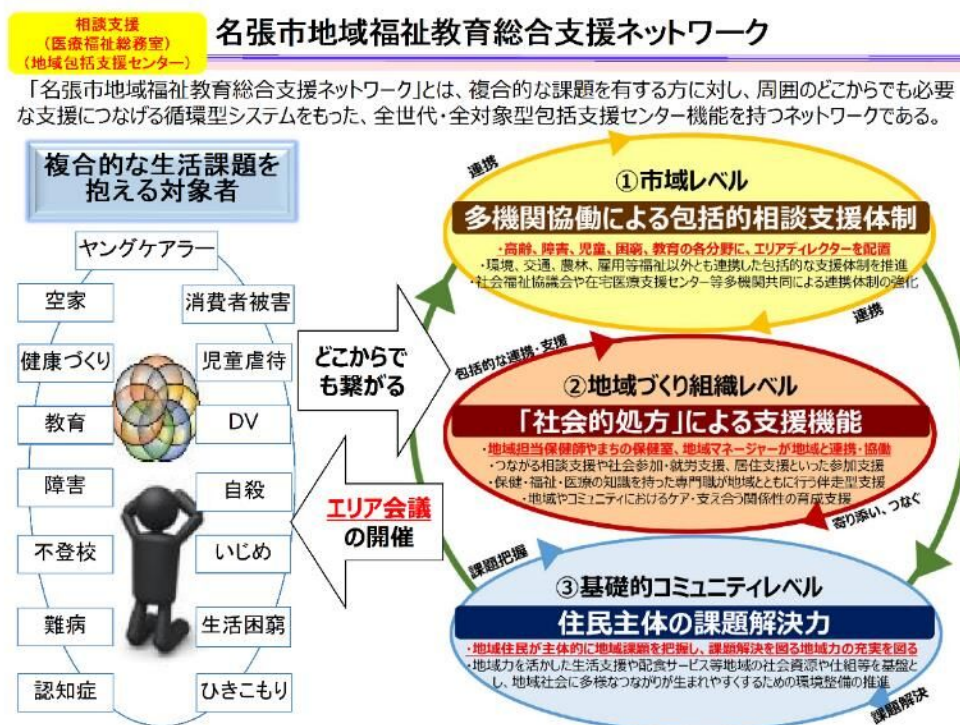 相談支援
(医療福祉総務室)
(地域包括支援センター)
名張市地域福祉教育総合支援ネットワーク
「名張市地域福祉教育総合支援ネットワーク」とは、複合的な課題を有する方に対し、周囲のどこからでも必要
な支援につなげる循環型システムをもった、全世代・全対象型包括支援センター機能を持つネットワークである。
複合的な生活課題を
抱える対象者
ヤングケアラー
空家
消費者被害
健康づくり
児童虐待
教育
DV
障害
自殺
不登校
いじめ
難病
生活困窮
認知症
ひきこもり
どこからで
も繋がる
エリア会議
の開催
連携
①市域レベル
多機関協働による包括的相談支援体制
・高齢、障害、児童、困窮、教育の各分野に、エリアディレクターを配置
・環境、交通、農林、雇用等福祉以外とも連携した包括的な支援体制を推進
・社会福祉協議会や在宅医療支援センター等多機関共同による連携体制の強化
連携
包括的な連携・支援
②地域づくり組織レベル
「社会的処方」による支援機能
・地域担当保健師やまちの保健室、地域マネージャーが地域と連携・協働
・つながる相談支援や社会参加・就労支援、居住支援といった参加支援
・保健・福祉・医療の知識を持った専門職が地域とともに行う伴走型支援
・地域やコミュニティにおけるケア・支え合う関係性の育成支援
寄り添い、つなぐ
課題把握
③基礎的コミュニティレベル
住民主体の課題解決力
・地域住民が主体的に地域課題を把握し、課題解決を図る地域力の充実を図る
・地域力を活かした生活支援や配食サービス等地域の社会資源や仕組等を基盤と
し、地域社会に多様なつながりが生まれやすくするための環境整備の推進
課題解決